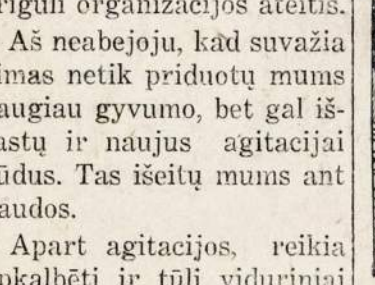 riguli organizacijos ateitis.
Aš neabejoju, kad suvažia
imas netik priduotų mums
augiau gyvumo, bet gal iš-
astų ir naujus agitacijai
ūdus. Tas išeitų mums ant
audos.
Apart agitacijos, reikia
pkalbėti ir tūli viduriniai